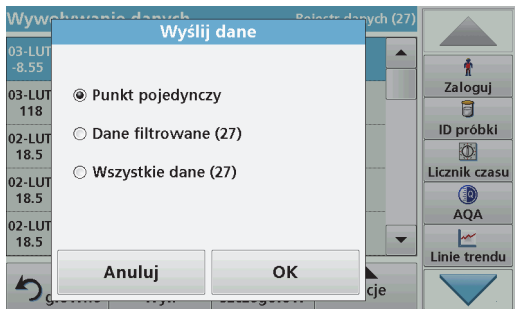 Wywoływanie danych Rejestr danych (27)
Wyślij dane
03-LUT
-8.55
03-LUT
118
02-LUT
18.5
02-LUT
18.5
02-LUT
18.5
Punkt pojedynczy
Dane filtrowane (27)
Wszystkie dane (27)
Anuluj OK
Zaloguj
ID próbki
Licznik czasu
AQA
Linie trendu